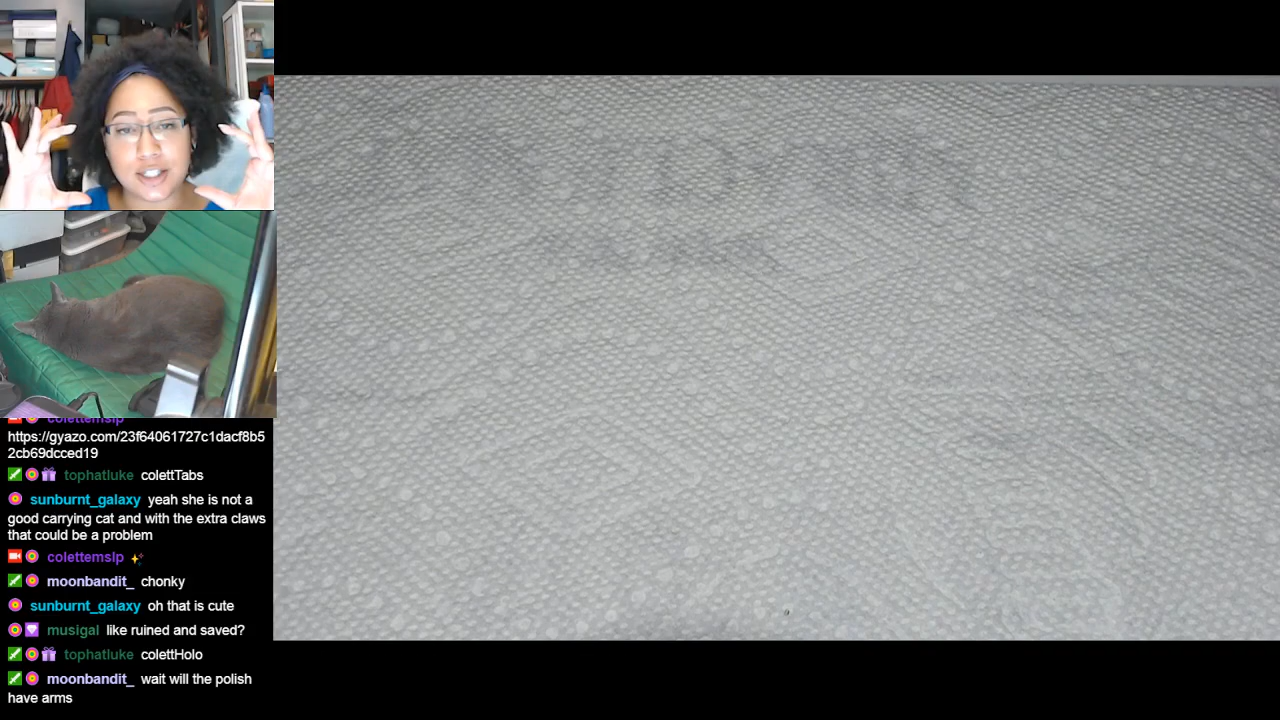 colettemslp
https://gyazo.com/23f64061727c1dacf8b5
2cb69dcced19
tophatluke colettTabs
sunburnt_galaxy yeah she is not a
good carrying cat and with the extra claws
that could be a problem
colettemslp
moonbandit_ chonky
sunburnt_galaxy oh that is cute
musigal like ruined and saved?
tophatluke colettHolo
moonbandit_ wait will the polish
have arms